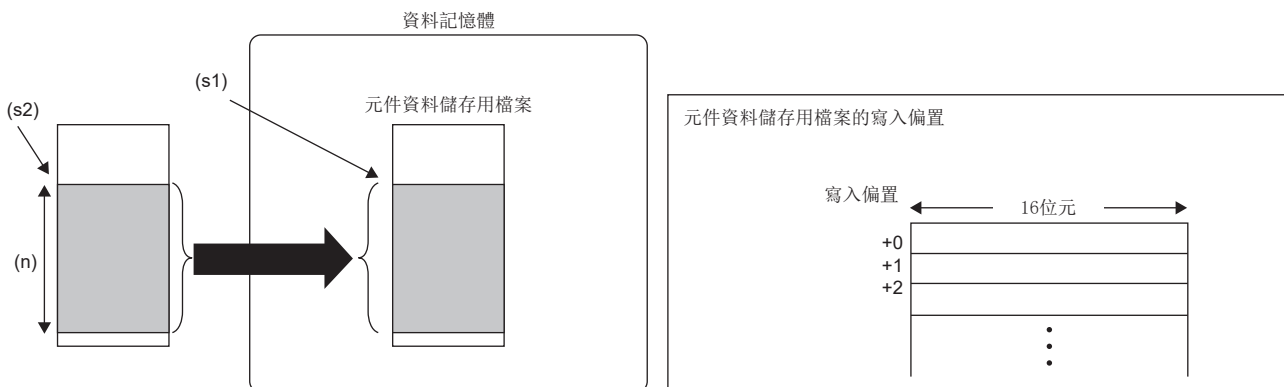 資料記憶體
(s1)
(s2)
元件資料儲存用檔案
(n)
元件資料儲存用檔案的寫入偏置
寫入偏置
16位元
+0
+1
+2